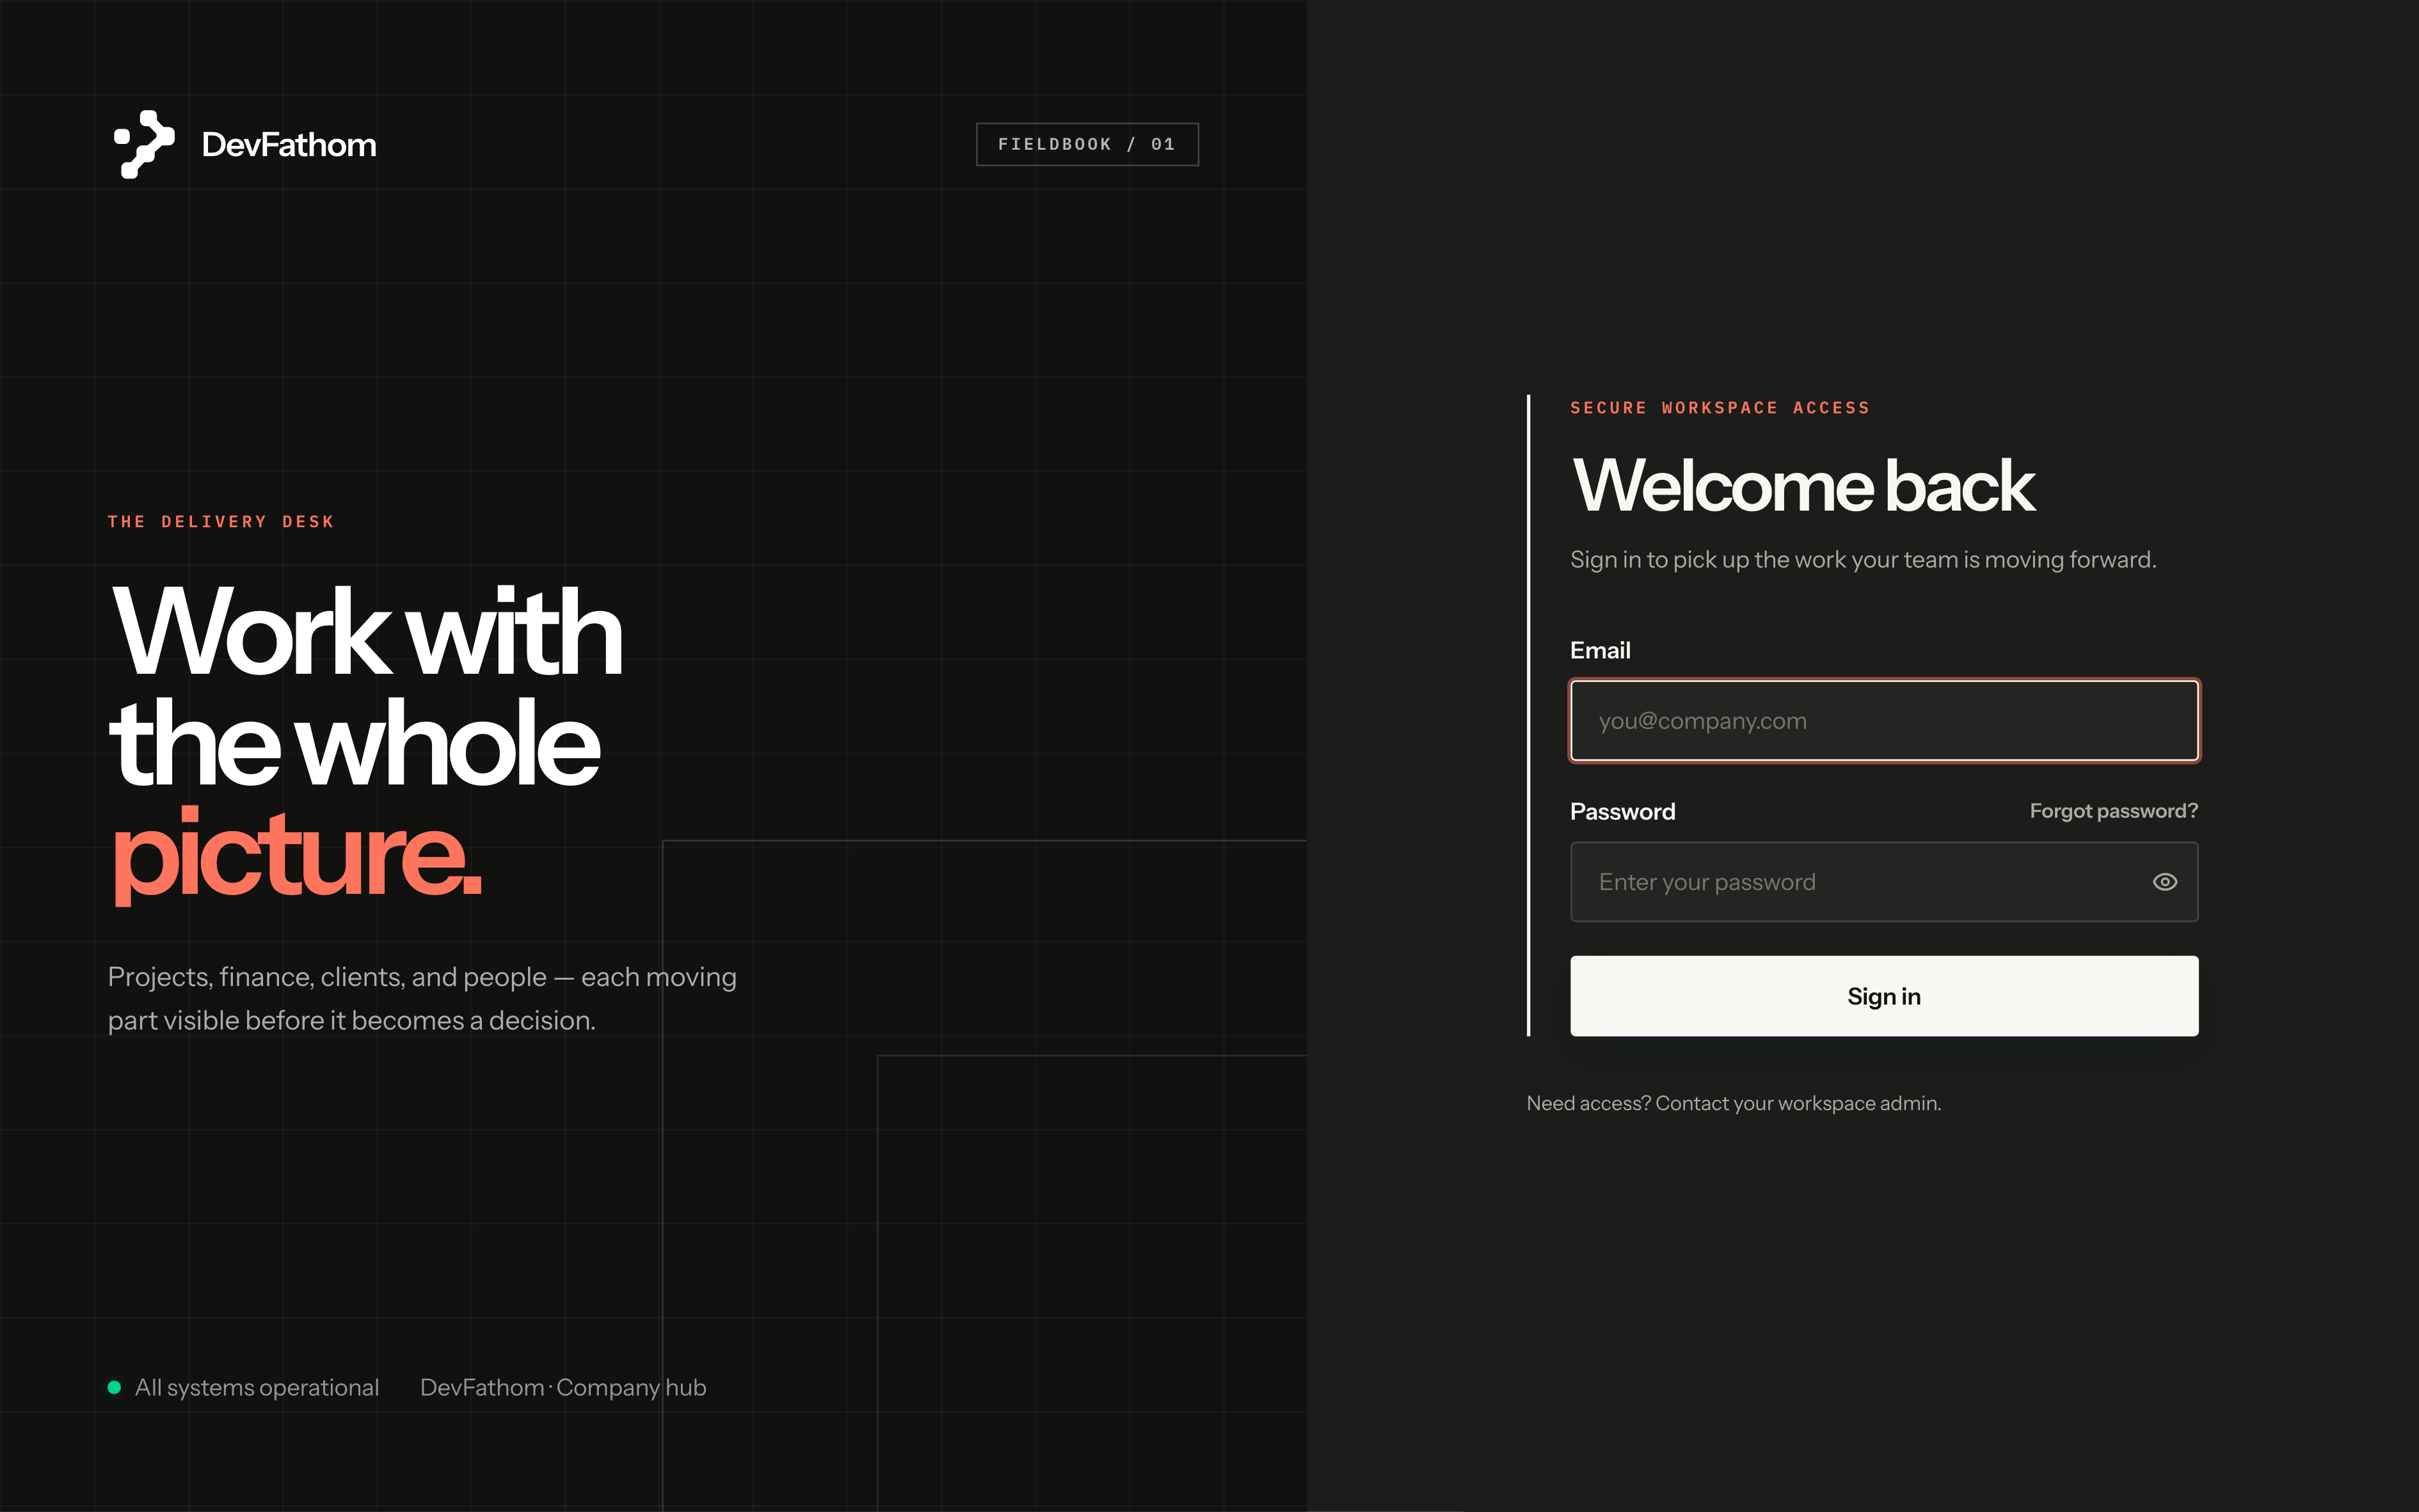 DevFathom
FIELDBOOK / 01
THE DELIVERY DESK
Work with
the whole
picture.
Projects, finance, clients, and people — each moving
part visible before it becomes a decision.
All systems operational
DevFathom · Company hub
SECURE WORKSPACE ACCESS
Welcome back
Sign in to pick up the work your team is moving forward.
Email
you@company.com
Password
Forgot password?
Enter your password
Sign in
Need access? Contact your workspace admin.